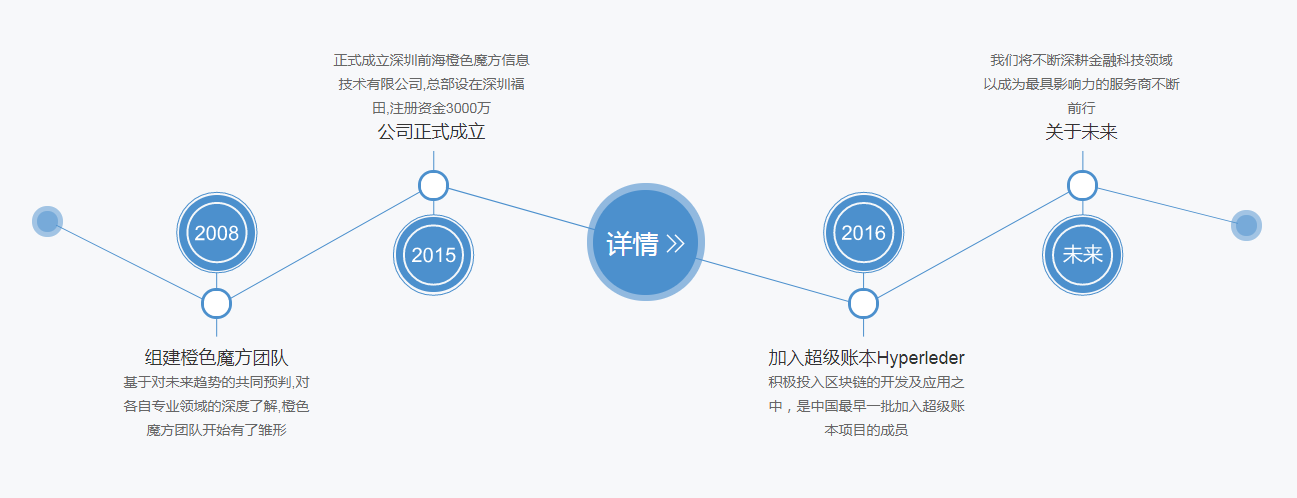 2008
组建橙色魔方团队
基于对未来趋势的共同预判,对
各自专业领域的深度了解,橙色
魔方团队开始有了雏形
正式成立深圳前海橙色魔方信息
技术有限公司,总部设在深圳福
田,注册资金3000万
公司正式成立
2015
详情
2016
加入超级账本Hyperleder
积极投入区块链的开发及应用之
中，是中国最早一批加入超级账
本项目的成员
我们将不断深耕金融科技领域
以成为最具影响力的服务商不断
前行
关于未来
未来